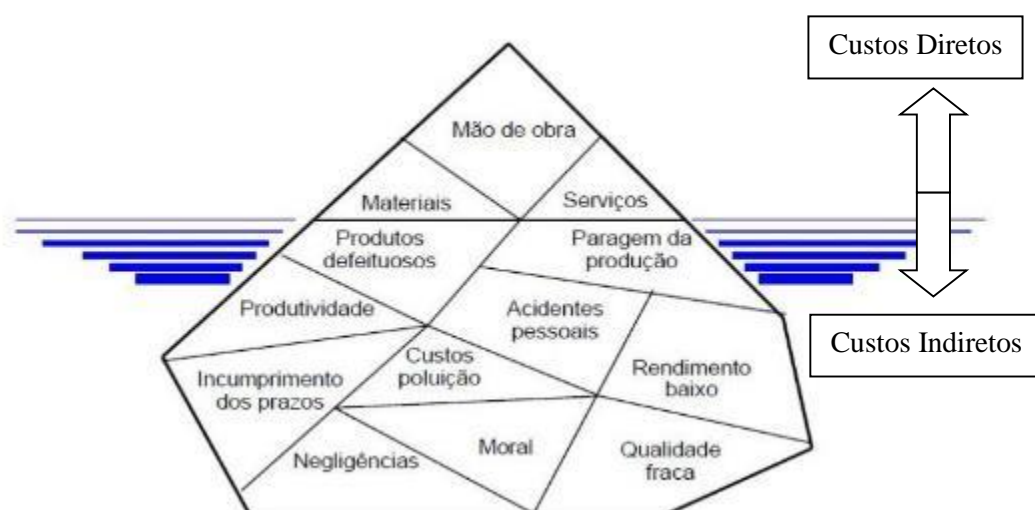 Custos Diretos
Mão de obra
Materiais
Serviços
Produtos
defeituosos
Paragem da
produção
Produtividade
Acidentes
pessoais
Custos Indiretos
Incumprimento
dos prazos
Custos
poluição
Rendimento
baixo
Negligências
Moral
Qualidade
fraca